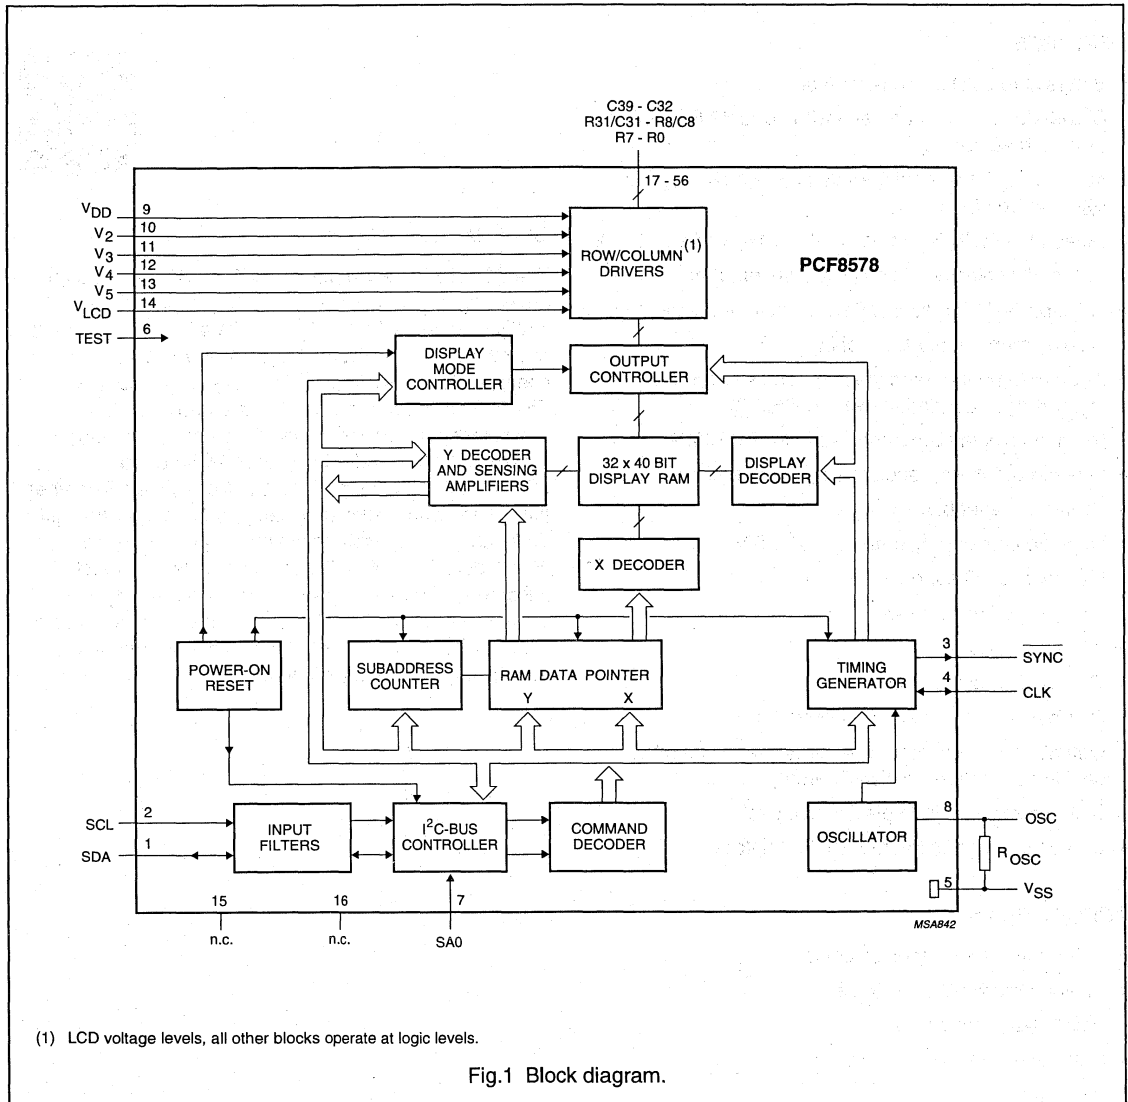 C39 - C32
R31/C31 - R8/C8
R7 - R0
17 - 56
VDD
9
V2
10
V3
11
V4
12
V5
13
VLCD
14
TEST
6
ROW/COLUMN (1)
DRIVERS
PCF8578
DISPLAY
MODE
CONTROLLER
OUTPUT
CONTROLLER
Y DECODER
AND SENSING
AMPLIFIERS
32 x 40 BIT
DISPLAY RAM
DISPLAY
DECODER
X DECODER
POWER-ON
RESET
SUBADDRESS
COUNTER
RAM DATA POINTER
Y X
TIMING
GENERATOR
3
SYNC
4
CLK
SCL
2
SDA
1
INPUT
FILTERS
I2C-BUS
CONTROLLER
COMMAND
DECODER
OSCILLATOR
8
OSC
ROSC
5
VSS
15
n.c.
16
n.c.
7
SA0
MSA842
(1) LCD voltage levels, all other blocks operate at logic levels.
Fig.1 Block diagram.